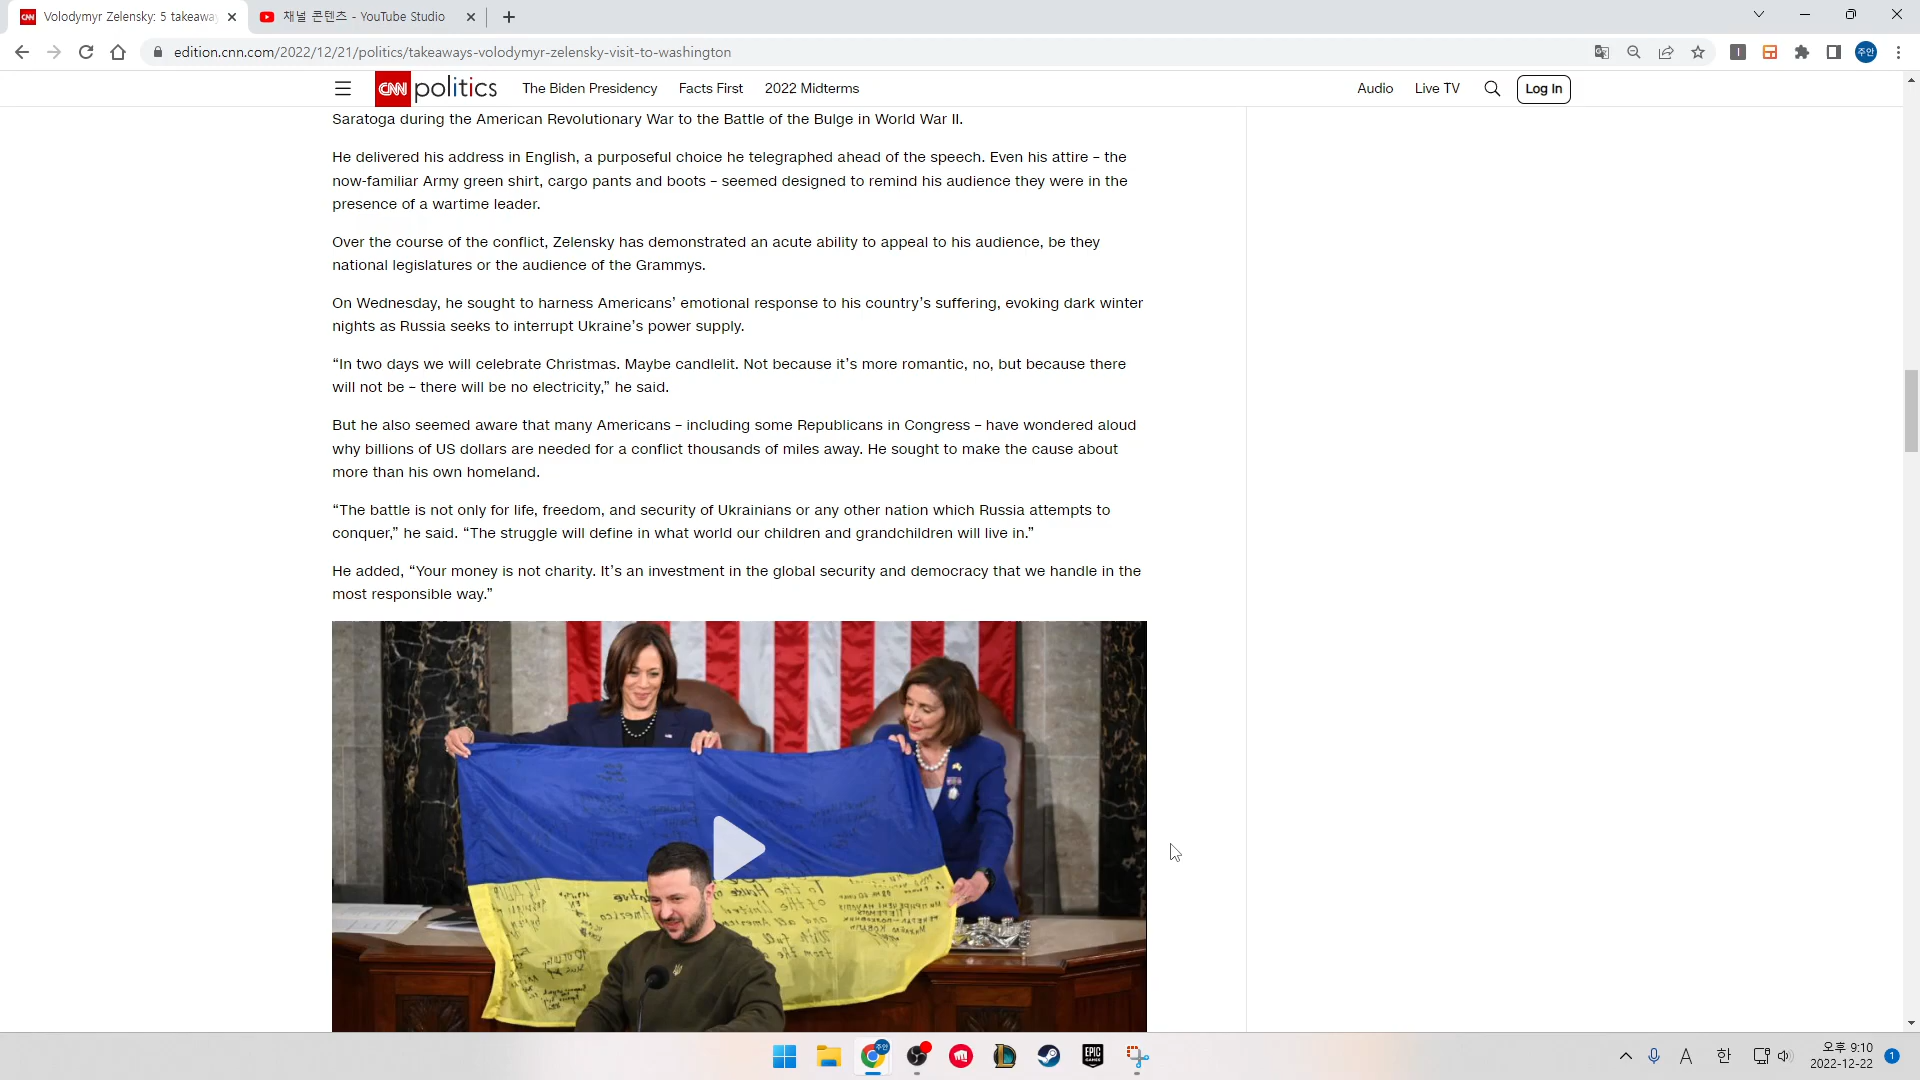 Volodymyr Zelensky: 5 takeaway
채널 콘텐츠 - YouTube Studio
edition.cnn.com/2022/12/21/politics/takeaways-volodymyr-zelensky-visit-to-washington
주안
CNN politics The Biden Presidency Facts First 2022 Midterms Audio Live TV Log In
Saratoga during the American Revolutionary War to the Battle of the Bulge in World War II.
He delivered his address in English, a purposeful choice he telegraphed ahead of the speech. Even his attire – the
now-familiar Army green shirt, cargo pants and boots – seemed designed to remind his audience they were in the
presence of a wartime leader.
Over the course of the conflict, Zelensky has demonstrated an acute ability to appeal to his audience, be they
national legislatures or the audience of the Grammys.
On Wednesday, he sought to harness Americans’ emotional response to his country’s suffering, evoking dark winter
nights as Russia seeks to interrupt Ukraine’s power supply.
“In two days we will celebrate Christmas. Maybe candlelit. Not because it’s more romantic, no, but because there
will not be – there will be no electricity,” he said.
But he also seemed aware that many Americans – including some Republicans in Congress – have wondered aloud
why billions of US dollars are needed for a conflict thousands of miles away. He sought to make the cause about
more than his own homeland.
“The battle is not only for life, freedom, and security of Ukrainians or any other nation which Russia attempts to
conquer,” he said. “The struggle will define in what world our children and grandchildren will live in.”
He added, “Your money is not charity. It’s an investment in the global security and democracy that we handle in the
most responsible way.”
주안
EPIC GAMES
A 한 오후 9:10
2022-12-22
1